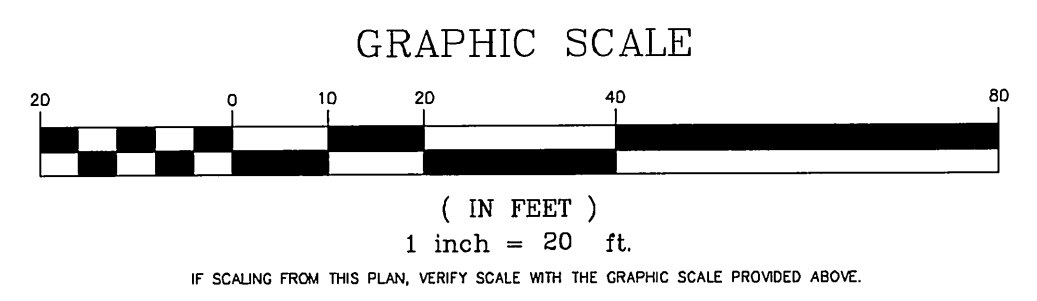 GRAPHIC SCALE
20 0 10 20 40 80
( IN FEET )
1 inch = 20 ft.
IF SCALING FROM THIS PLAN, VERIFY SCALE WITH THE GRAPHIC SCALE PROVIDED ABOVE.